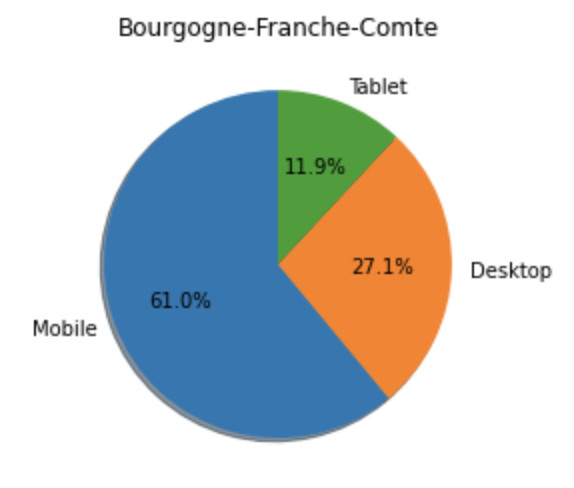 Bourgogne-Franche-Comte
Tablet
11.9%
27.1%
Desktop
61.0%
Mobile